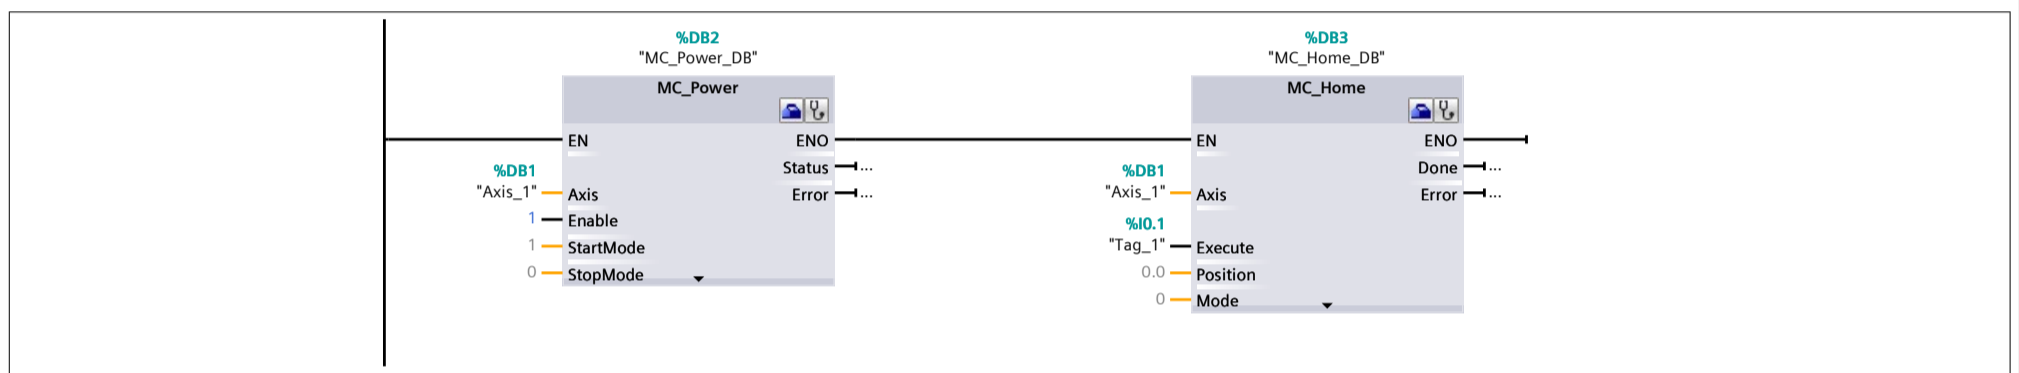 %DB2
"MC_Power_DB"
MC_Power
EN
ENO
Status
%DB1
"Axis_1"
Axis
Error
1
Enable
1
StartMode
0
StopMode
%DB3
"MC_Home_DB"
MC_Home
EN
ENO
Done
%DB1
"Axis_1"
Axis
Error
%I0.1
"Tag_1"
Execute
0.0
Position
0
Mode
...
...
...
...